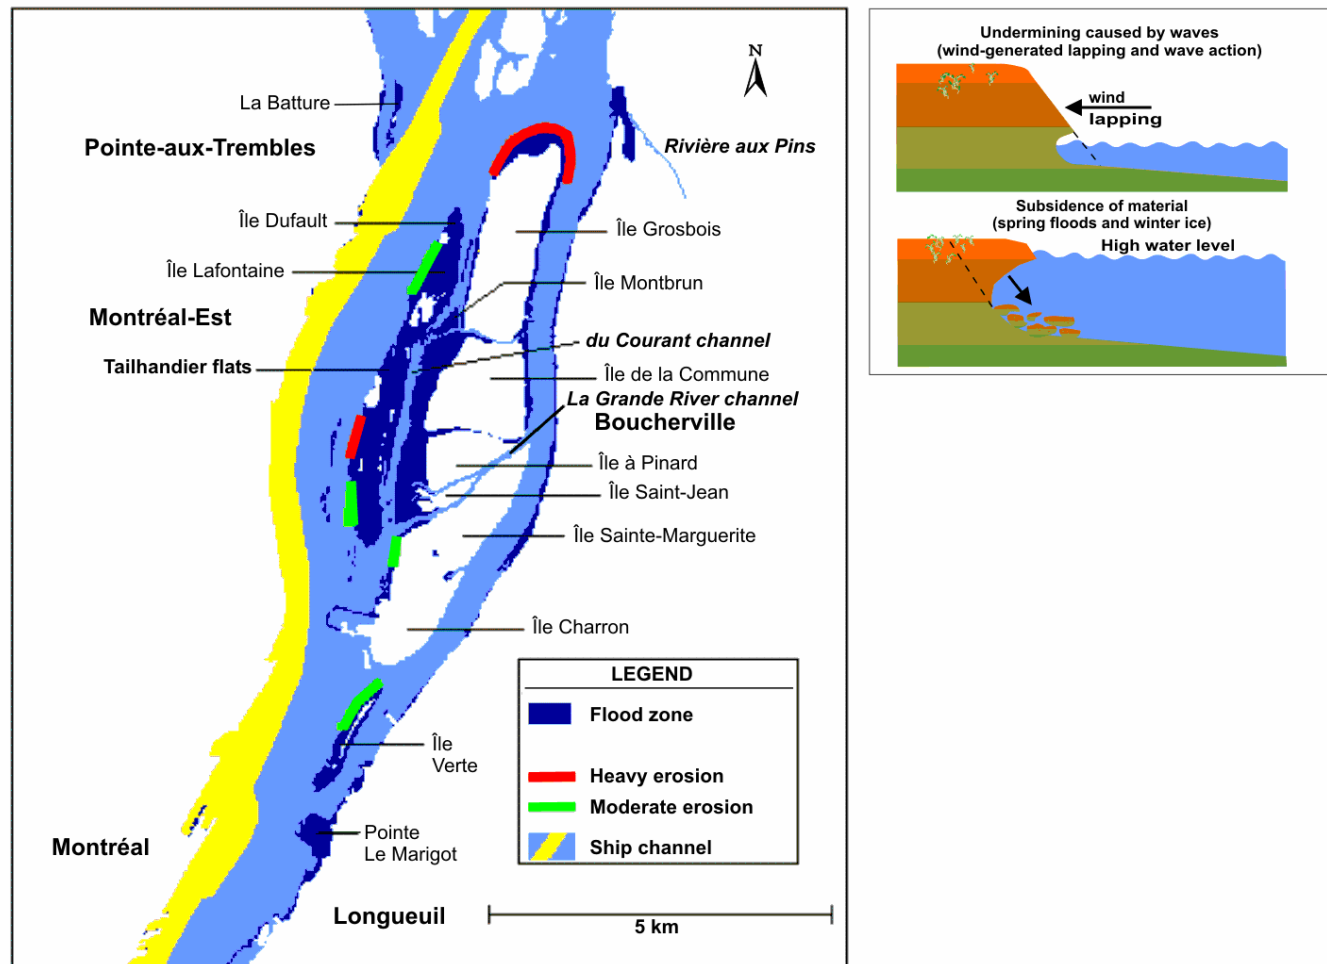 N
La Batture
Pointe-aux-Trembles
Rivière aux Pins
Île Dufault
Île Grosbois
Île Lafontaine
Île Montbrun
Montréal-Est
du Courant channel
Tailhandier flats
Île de la Commune
La Grande River channel
Boucherville
Île à Pinard
Île Saint-Jean
Île Sainte-Marguerite
Île Charron
Île
Verte
Pointe
Le Marigot
Montréal
Longueuil
LEGEND
Flood zone
Heavy erosion
Moderate erosion
Ship channel
5 km
Undermining caused by waves
(wind-generated lapping and wave action)
wind
lapping
Subsidence of material
(spring floods and winter ice)
High water level